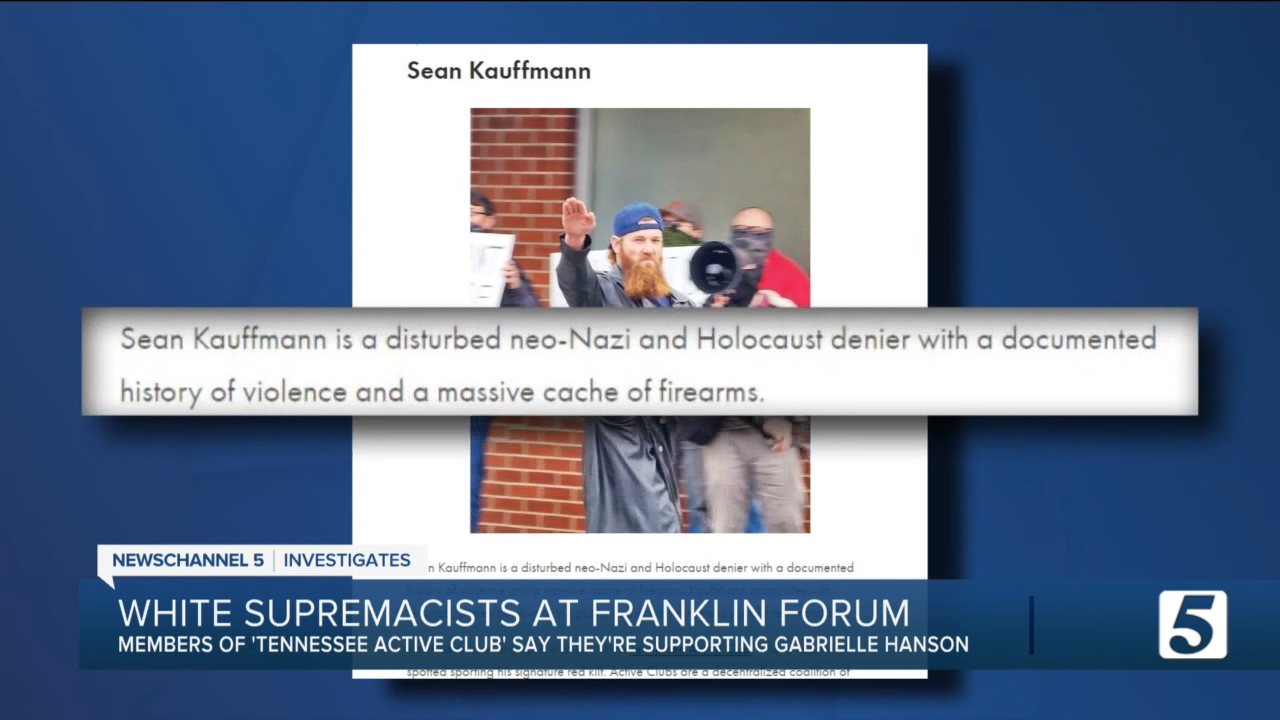 Sean Kauffmann
Sean Kauffmann is a disturbed neo-Nazi and Holocaust denier with a documented
history of violence and a massive cache of firearms.
NEWSCHANNEL 5 | INVESTIGATES
n Kauffmann is a disturbed neo-Nazi and Holocaust denier with a documented
WHITE SUPREMACISTS AT FRANKLIN FORUM
MEMBERS OF 'TENNESSEE ACTIVE CLUB' SAY THEY'RE SUPPORTING GABRIELLE HANSON
5
spotted sporting his signature red kilt. Active Clubs are a decentralized coalition of